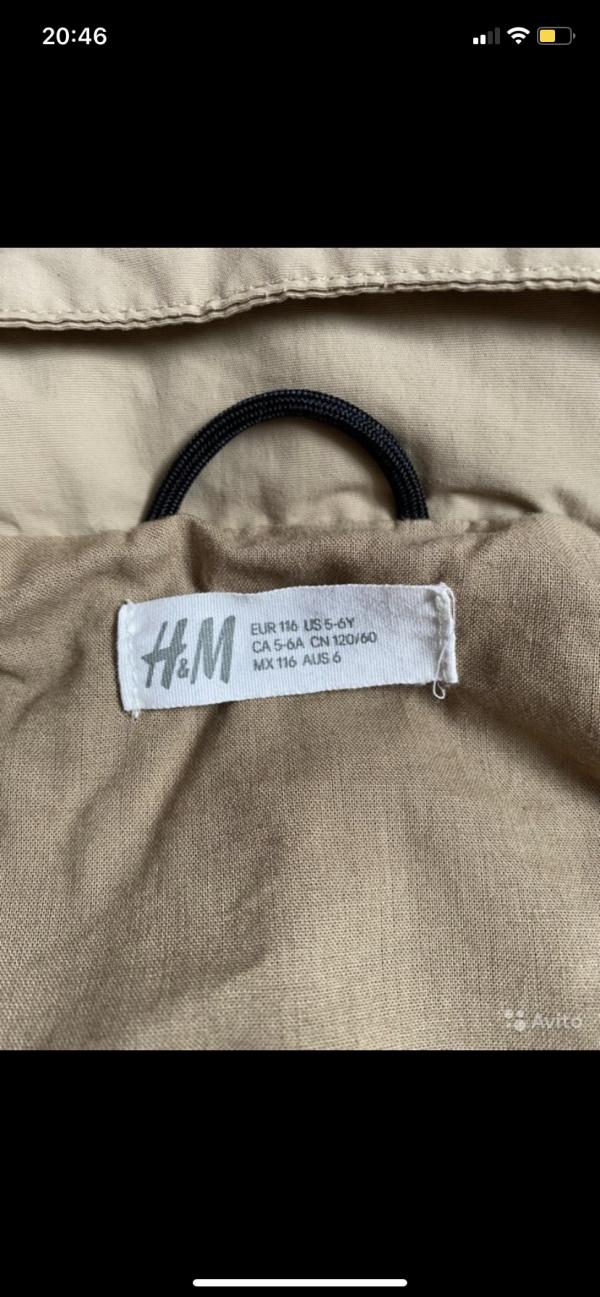 20:46
H&M
EUR 116 US 5-6Y
CA 5-6A CN 120/60
MX 116 AUS 6
Avito